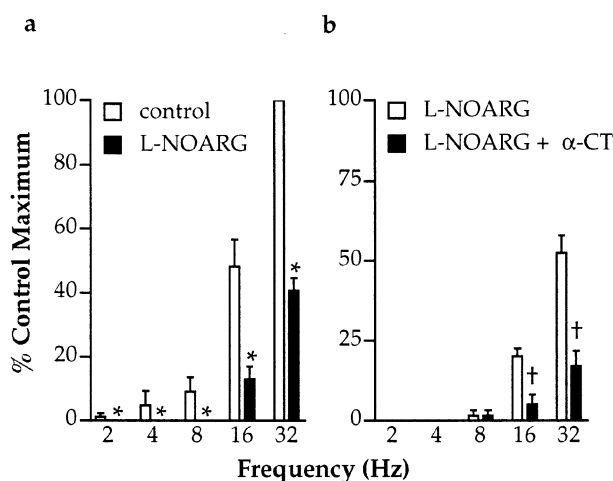 a
b
% Control Maximum
100
80
60
40
20
0
control
L-NOARG
* * * * *
2 4 8 16 32
100
75
50
25
0
L-NOARG
L-NOARG + α-CT
† †
2 4 8 16 32
Frequency (Hz)